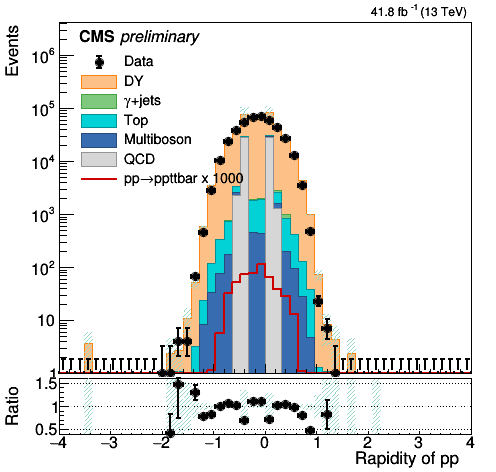 41.8 fb⁻¹ (13 TeV)
CMS preliminary
Data
DY
γ+jets
Top
Multiboson
QCD
pp→ppttbar x 1000
Events
10⁶
10⁵
10⁴
10³
10²
10
1
Ratio
1.5
1
0.5
−4 −3 −2 −1 0 1 2 3 4
Rapidity of pp